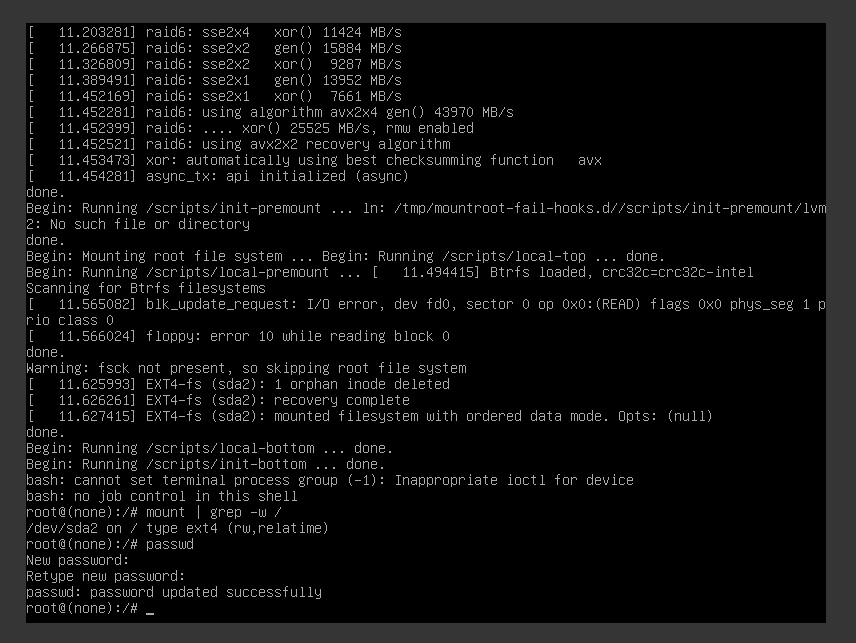 [   11.203281] raid6: sse2x4   xor() 11424 MB/s
[   11.266875] raid6: sse2x2   gen() 15884 MB/s
[   11.326809] raid6: sse2x2   xor()  9287 MB/s
[   11.389491] raid6: sse2x1   gen() 13952 MB/s
[   11.452169] raid6: sse2x1   xor()  7661 MB/s
[   11.452281] raid6: using algorithm avx2x4 gen() 43970 MB/s
[   11.452399] raid6: .... xor() 25525 MB/s, rmw enabled
[   11.452521] raid6: using avx2x2 recovery algorithm
[   11.453473] xor: automatically using best checksumming function   avx
[   11.454281] async_tx: api initialized (async)
done.
Begin: Running /scripts/init-premount ... ln: /tmp/mountroot-fail-hooks.d//scripts/init-premount/lvm
2: No such file or directory
done.
Begin: Mounting root file system ... Begin: Running /scripts/local-top ... done.
Begin: Running /scripts/local-premount ... [   11.494415] Btrfs loaded, crc32c=crc32c-intel
Scanning for Btrfs filesystems
[   11.565082] blk_update_request: I/O error, dev fd0, sector 0 op 0x0:(READ) flags 0x0 phys_seg 1 p
rio class 0
[   11.566024] floppy: error 10 while reading block 0
done.
Warning: fsck not present, so skipping root file system
[   11.625993] EXT4-fs (sda2): 1 orphan inode deleted
[   11.626261] EXT4-fs (sda2): recovery complete
[   11.627415] EXT4-fs (sda2): mounted filesystem with ordered data mode. Opts: (null)
done.
Begin: Running /scripts/local-bottom ... done.
Begin: Running /scripts/init-bottom ... done.
bash: cannot set terminal process group (-1): Inappropriate ioctl for device
bash: no job control in this shell
root@(none):/# mount | grep -w /
/dev/sda2 on / type ext4 (rw,relatime)
root@(none):/# passwd
New password:
Retype new password:
passwd: password updated successfully
root@(none):/# _